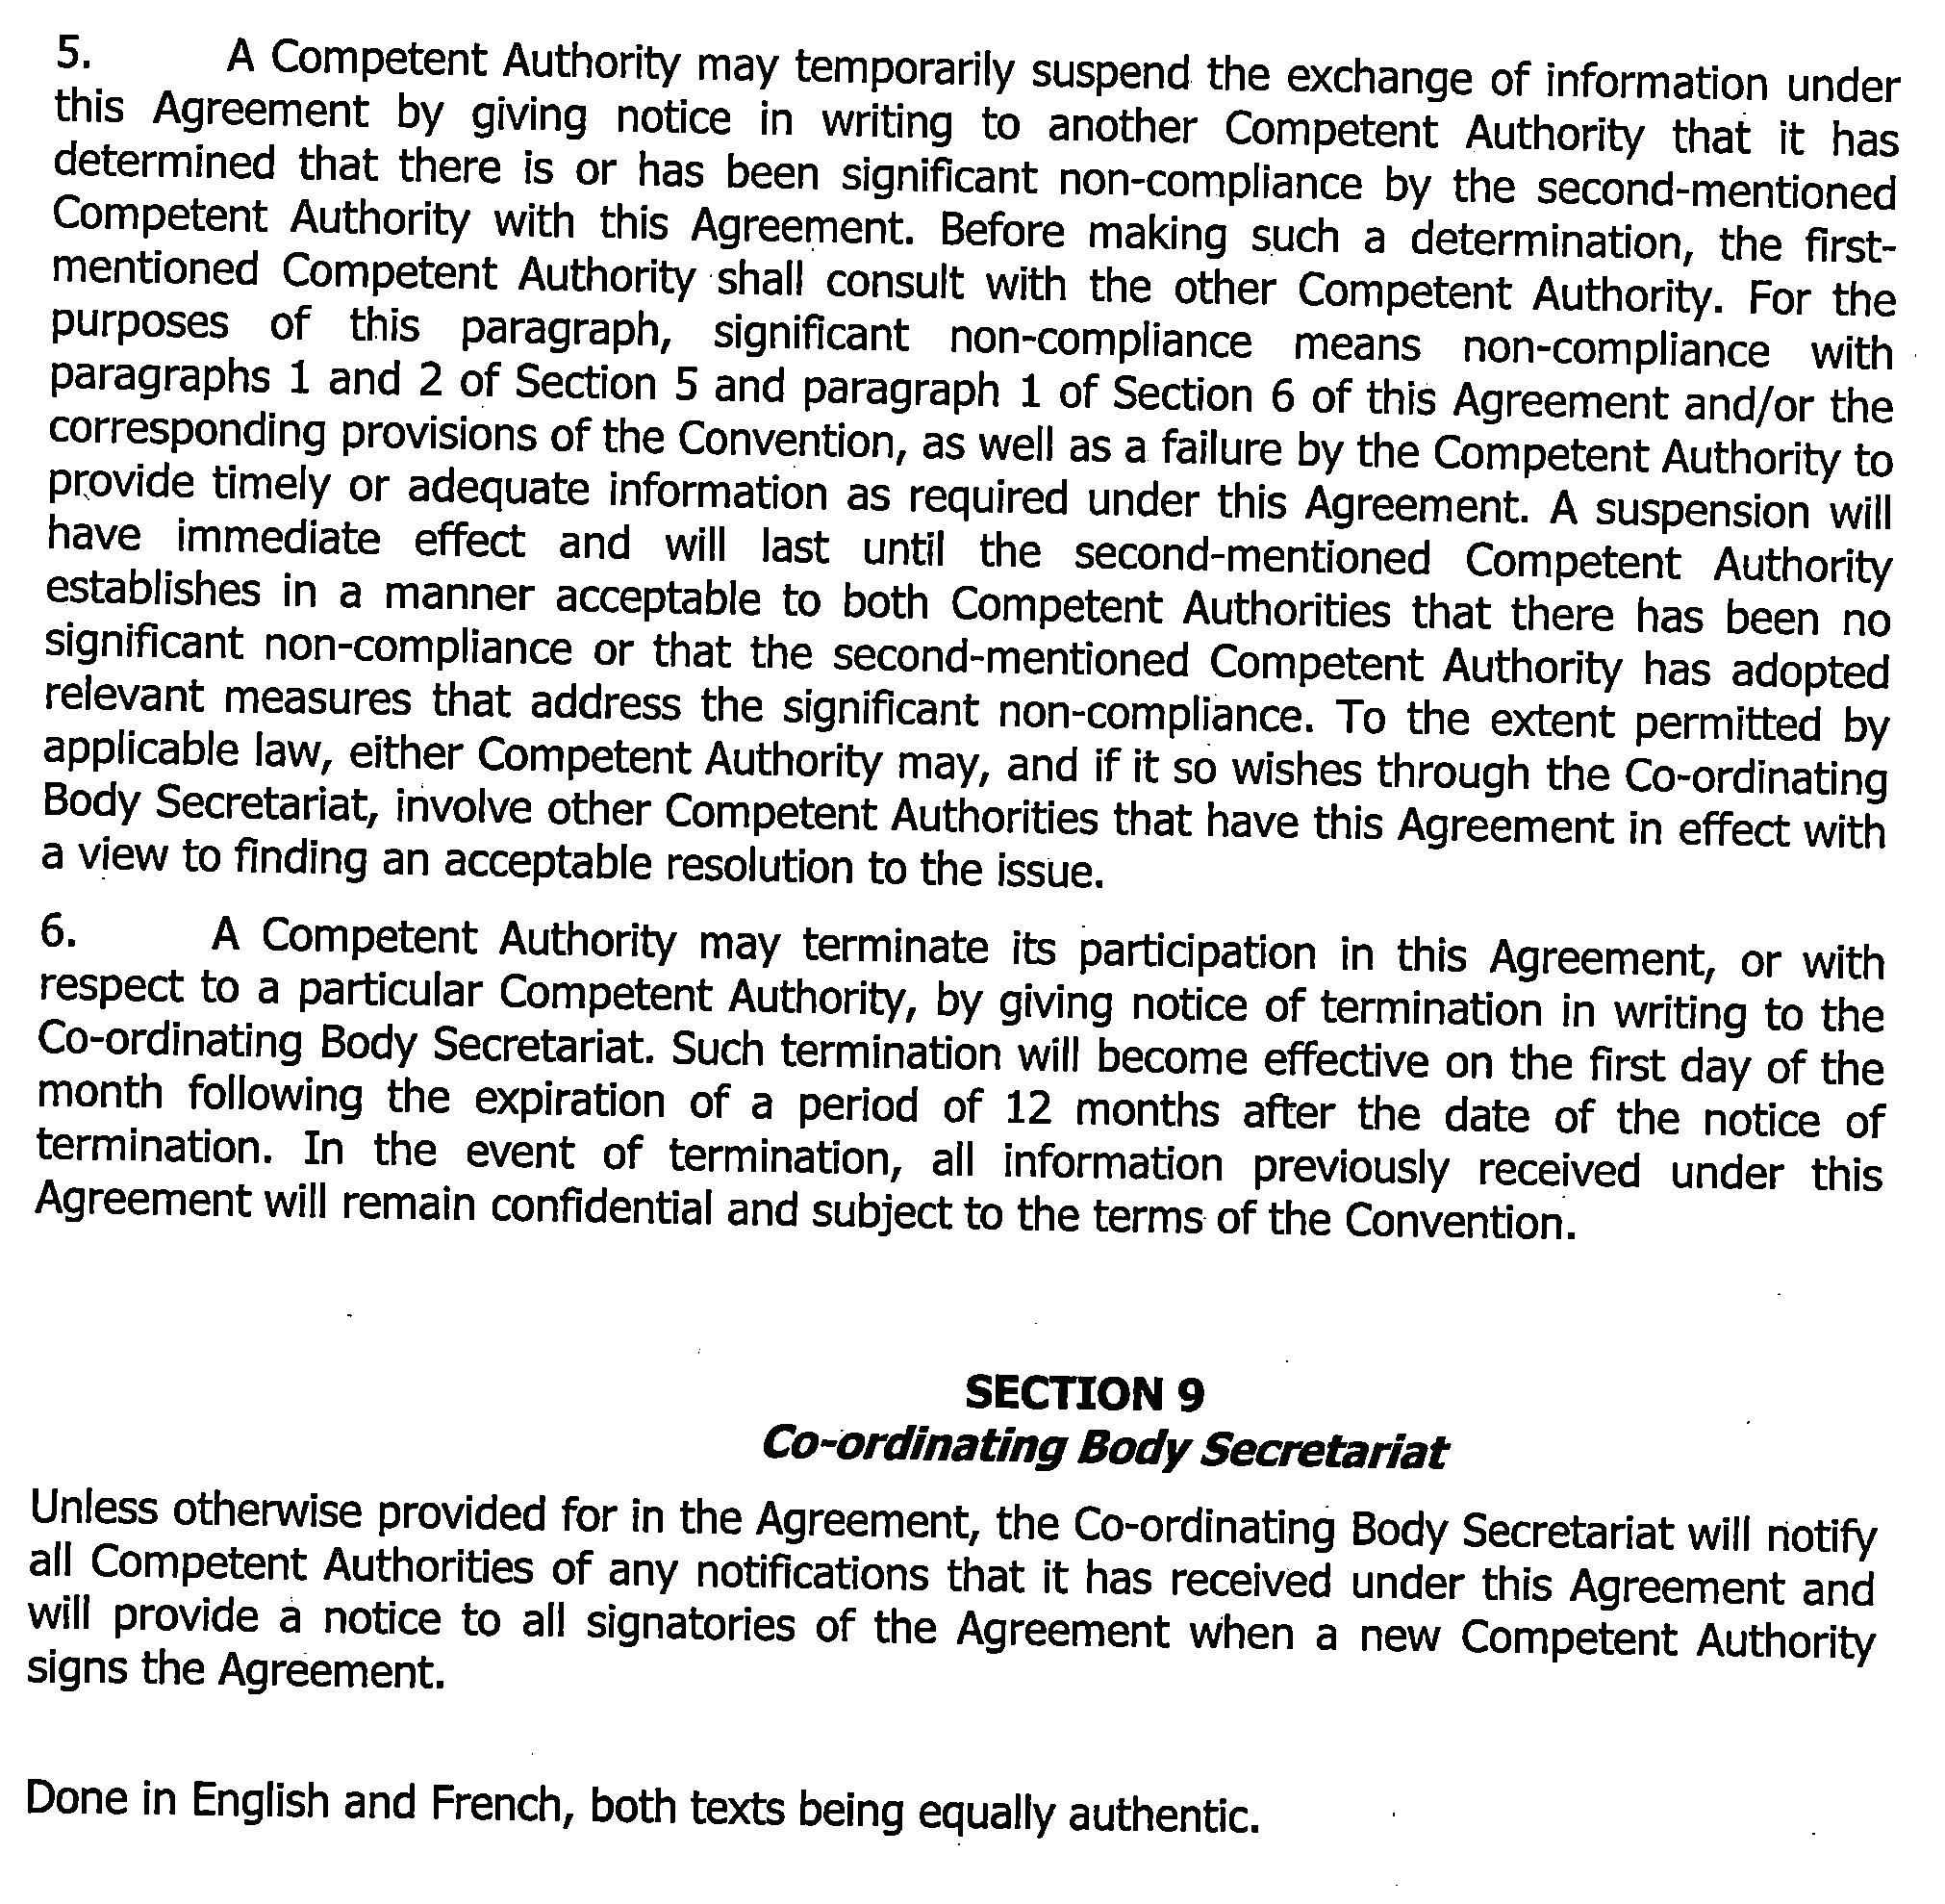 5. A Competent Authority may temporarily suspend the exchange of information under
this Agreement by giving notice in writing to another Competent Authority that it has
determined that there is or has been significant non-compliance by the second-mentioned
Competent Authority with this Agreement. Before making such a determination, the first-
mentioned Competent Authority shall consult with the other Competent Authority. For the
purposes of this paragraph, significant non-compliance means non-compliance with
paragraphs 1 and 2 of Section 5 and paragraph 1 of Section 6 of this Agreement and/or the
corresponding provisions of the Convention, as well as a failure by the Competent Authority to
provide timely or adequate information as required under this Agreement. A suspension will
have immediate effect and will last until the second-mentioned Competent Authority
establishes in a manner acceptable to both Competent Authorities that there has been no
significant non-compliance or that the second-mentioned Competent Authority has adopted
relevant measures that address the significant non-compliance. To the extent permitted by
applicable law, either Competent Authority may, and if it so wishes through the Co-ordinating
Body Secretariat, involve other Competent Authorities that have this Agreement in effect with
a view to finding an acceptable resolution to the issue.
6. A Competent Authority may terminate its participation in this Agreement, or with
respect to a particular Competent Authority, by giving notice of termination in writing to the
Co-ordinating Body Secretariat. Such termination will become effective on the first day of the
month following the expiration of a period of 12 months after the date of the notice of
termination. In the event of termination, all information previously received under this
Agreement will remain confidential and subject to the terms of the Convention.
SECTION 9
Co-ordinating Body Secretariat
Unless otherwise provided for in the Agreement, the Co-ordinating Body Secretariat will notify
all Competent Authorities of any notifications that it has received under this Agreement and
will provide a notice to all signatories of the Agreement when a new Competent Authority
signs the Agreement.
Done in English and French, both texts being equally authentic.